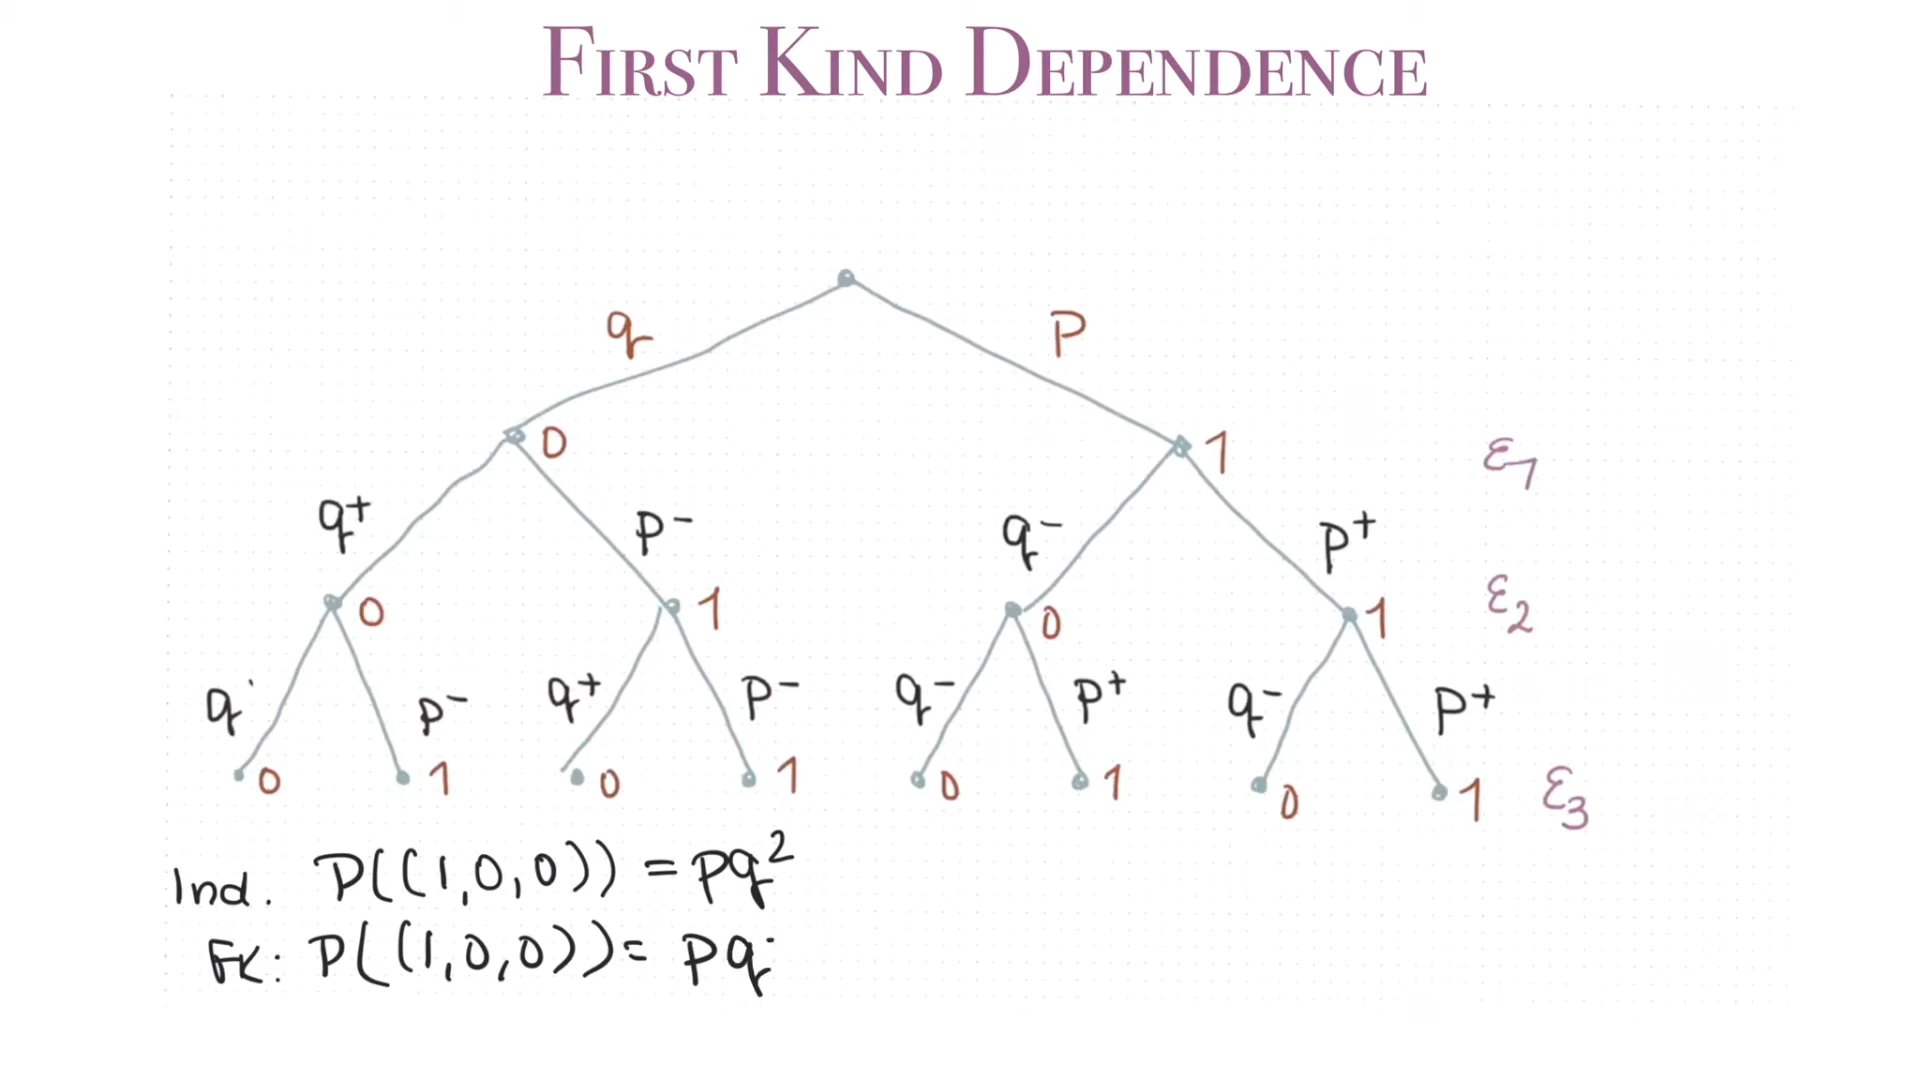 FIRST KIND DEPENDENCE
q p
0 1 ε1
q+ p− q− p+
0 1 0 1 ε2
q p− q+ p− q− p+ q− p+
0 1 0 1 0 1 0 1 ε3
Ind. P((1,0,0)) = pq²
FK: P((1,0,0)) = pq